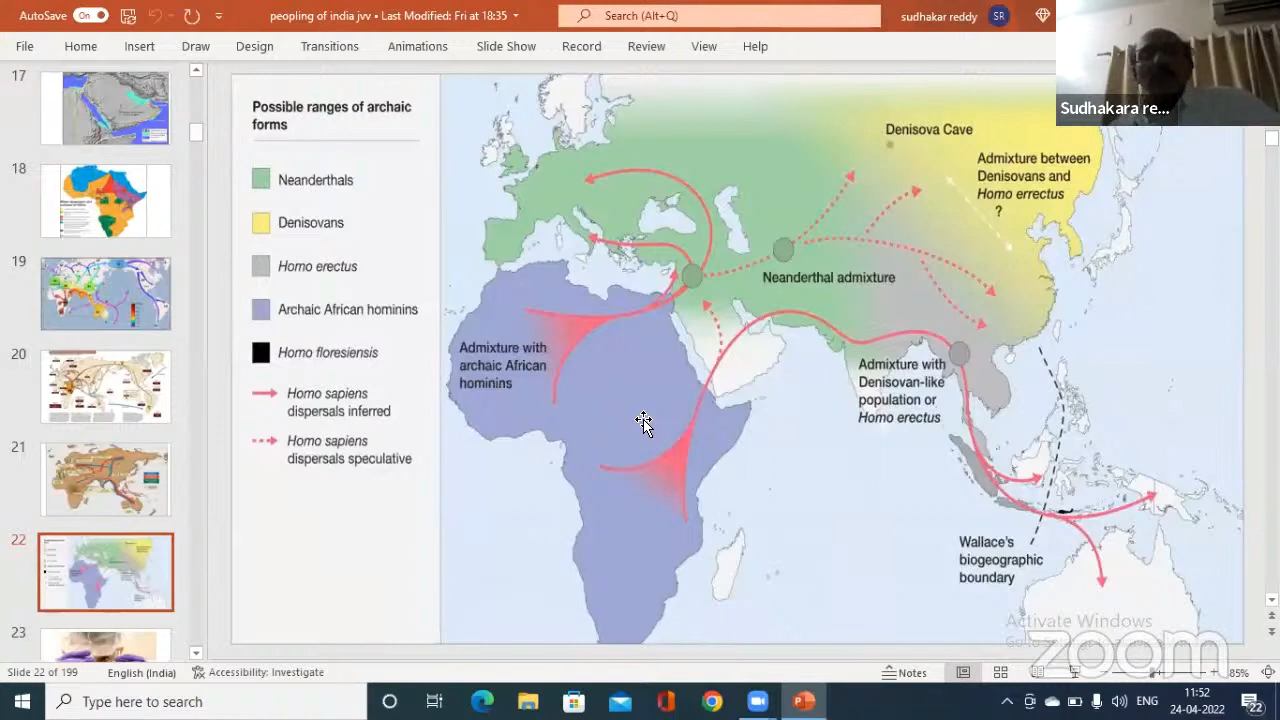 AutoSave On
peopling of india jvv • Last Modified: Fri at 18:35
Search (Alt+Q)
sudhakar reddy SR
File Home Insert Draw Design Transitions Animations Slide Show Record Review View Help
Sudhakara re...
17
18
19
20
21
22
23
Possible ranges of archaic
forms
Neanderthals
Denisovans
Homo erectus
Archaic African hominins
Homo floresiensis
Homo sapiens
dispersals inferred
Homo sapiens
dispersals speculative
Denisova Cave
Admixture between
Denisovans and
Homo errectus
?
Neanderthal admixture
Admixture with
archaic African
hominins
Admixture with
Denisovan-like
population or
Homo erectus
Wallace's
biogeographic
boundary
Activate Windows
zoom
Slide 22 of 199 English (India) Accessibility: Investigate Notes 85%
Type here to search
ENG
11:52
24-04-2022
22